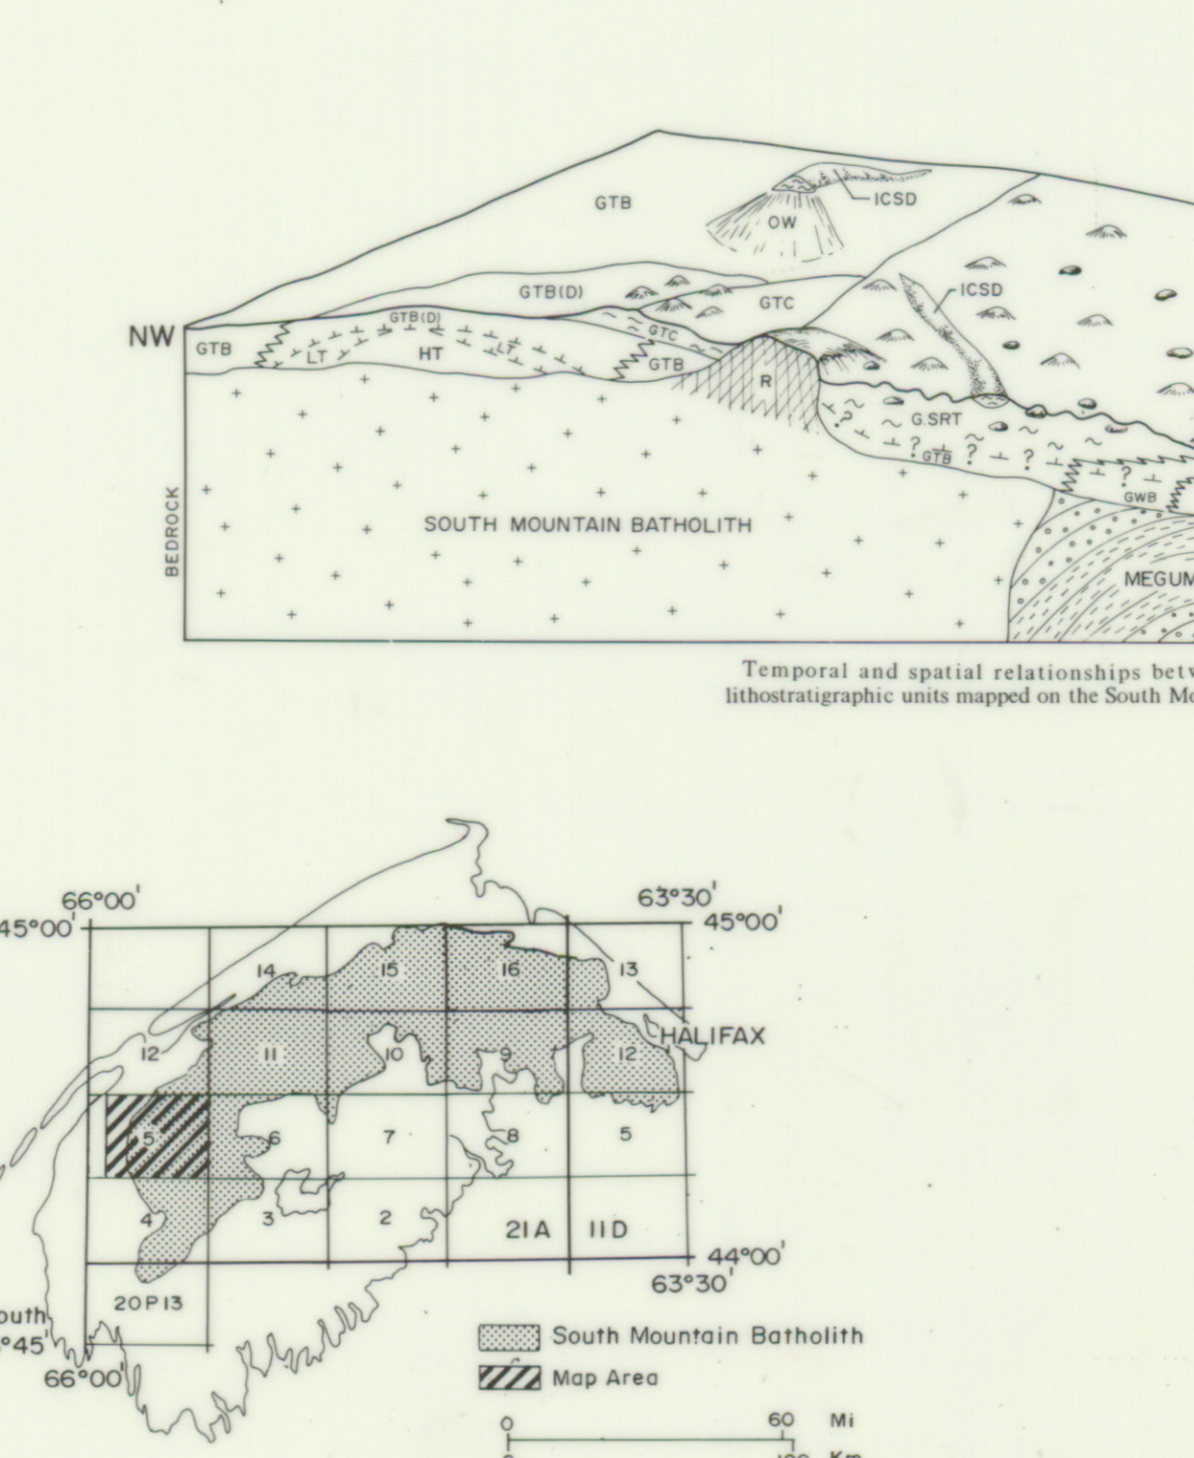 GTB
ICSD
OW
GTB(D)
GTC
ICSD
NW
GTB
GTB(D)
LT
HT
LT
GTC
GTB
R
G.SRT
? ? ? ?
GTB
?
GWB
BEDROCK
SOUTH MOUNTAIN BATHOLITH
MEGUM
Temporal and spatial relationships betw
lithostratigraphic units mapped on the South Mo
66°00'
63°30'
45°00'
45°00'
14
15
16
13
HALIFAX
12
11
10
9
12
5
6
7
8
5
4
3
2
21A
11D
44°00'
63°30'
20P13
outh
°45'
66°00'
South Mountain Batholith
Map Area
0
60 Mi
Km